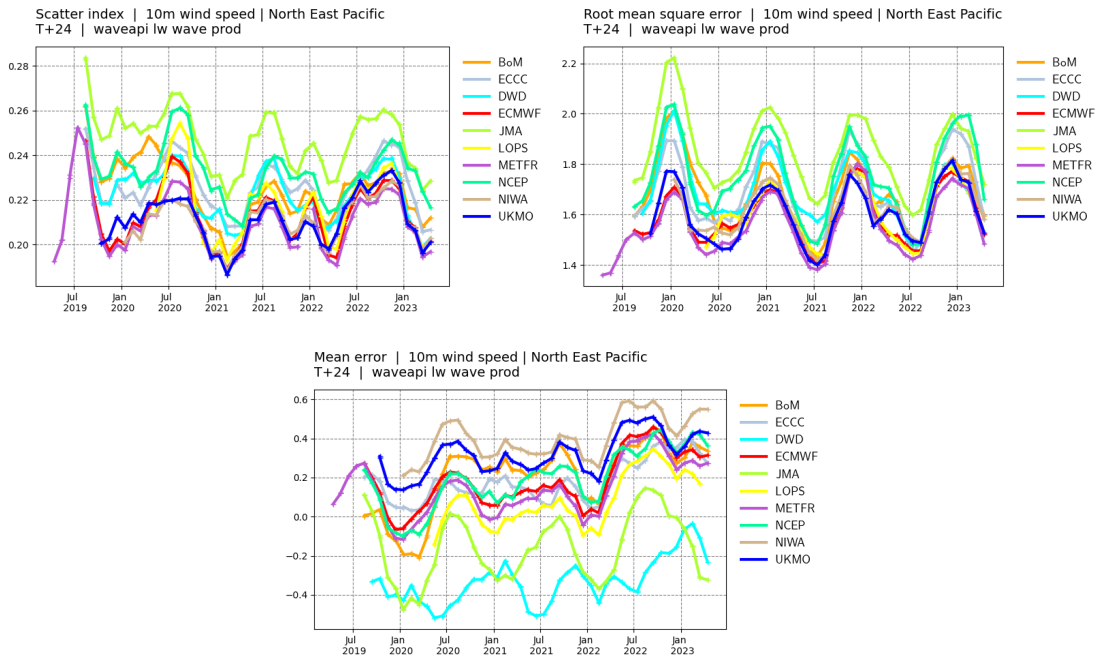 Scatter index | 10m wind speed | North East Pacific
T+24 | waveapi lw wave prod
0.28
0.26
0.24
0.22
0.20
Jul 2019
Jan 2020
Jul 2020
Jan 2021
Jul 2021
Jan 2022
Jul 2022
Jan 2023
BoM
ECCC
DWD
ECMWF
JMA
LOPS
METFR
NCEP
NIWA
UKMO
Root mean square error | 10m wind speed | North East Pacific
T+24 | waveapi lw wave prod
2.2
2.0
1.8
1.6
1.4
Jul 2019
Jan 2020
Jul 2020
Jan 2021
Jul 2021
Jan 2022
Jul 2022
Jan 2023
BoM
ECCC
DWD
ECMWF
JMA
LOPS
METFR
NCEP
NIWA
UKMO
Mean error | 10m wind speed | North East Pacific
T+24 | waveapi lw wave prod
0.6
0.4
0.2
0.0
−0.2
−0.4
Jul 2019
Jan 2020
Jul 2020
Jan 2021
Jul 2021
Jan 2022
Jul 2022
Jan 2023
BoM
ECCC
DWD
ECMWF
JMA
LOPS
METFR
NCEP
NIWA
UKMO